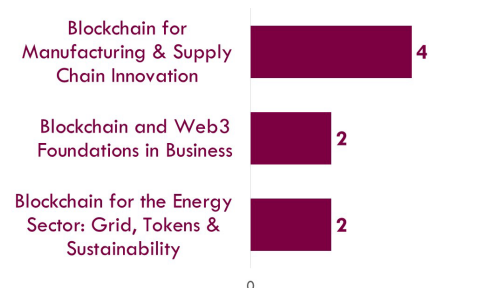 Blockchain for
Manufacturing & Supply
Chain Innovation
4
Blockchain and Web3
Foundations in Business
2
Blockchain for the Energy
Sector: Grid, Tokens &
Sustainability
2
0